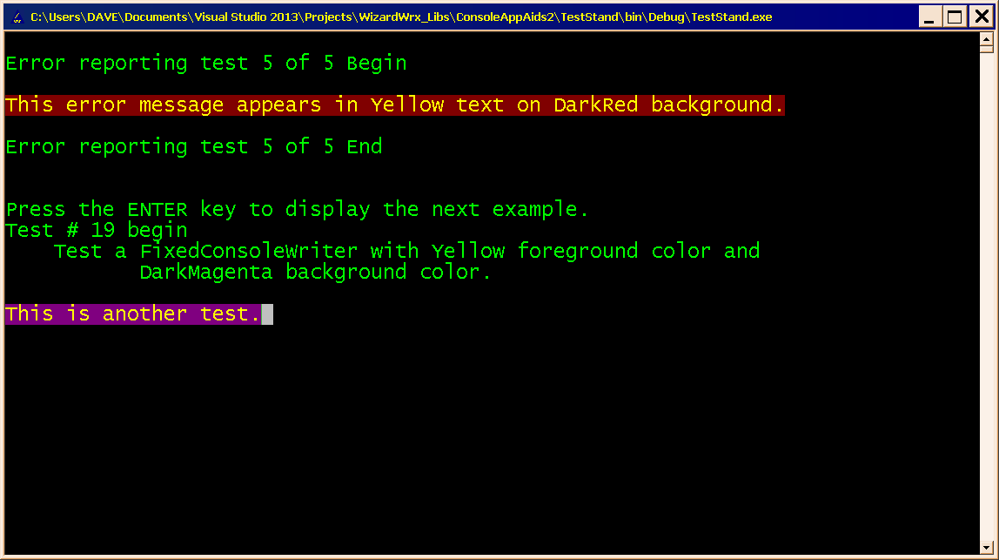 C:\Users\DAVE\Documents\Visual Studio 2013\Projects\WizardWrx_Libs\ConsoleAppAids2\TestStand\bin\Debug\TestStand.exe
Error reporting test 5 of 5 Begin
This error message appears in Yellow text on DarkRed background.
Error reporting test 5 of 5 End
Press the ENTER key to display the next example.
Test # 19 begin
Test a FixedConsoleWriter with Yellow foreground color and
DarkMagenta background color.
This is another test.